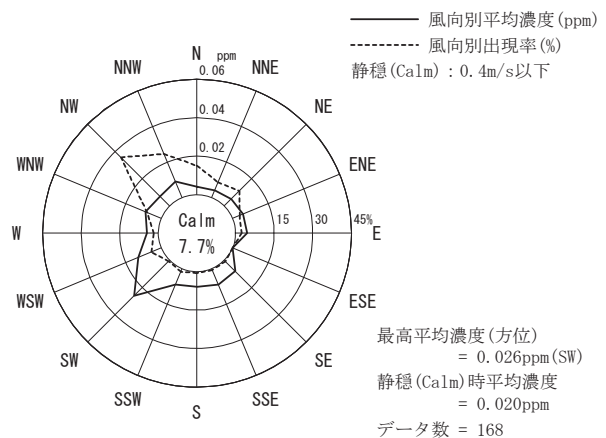 風向別平均濃度(ppm)
風向別出現率(%)
静穏(Calm)：0.4m/s以下
N ppm
0.06
0.04
0.02
NNW
NNE
NW
NE
WNW
ENE
W
Calm
7.7%
15
30
45%
E
WSW
ESE
SW
SE
SSW
SSE
S
最高平均濃度(方位)
= 0.026ppm(SW)
静穏(Calm)時平均濃度
= 0.020ppm
データ数 = 168